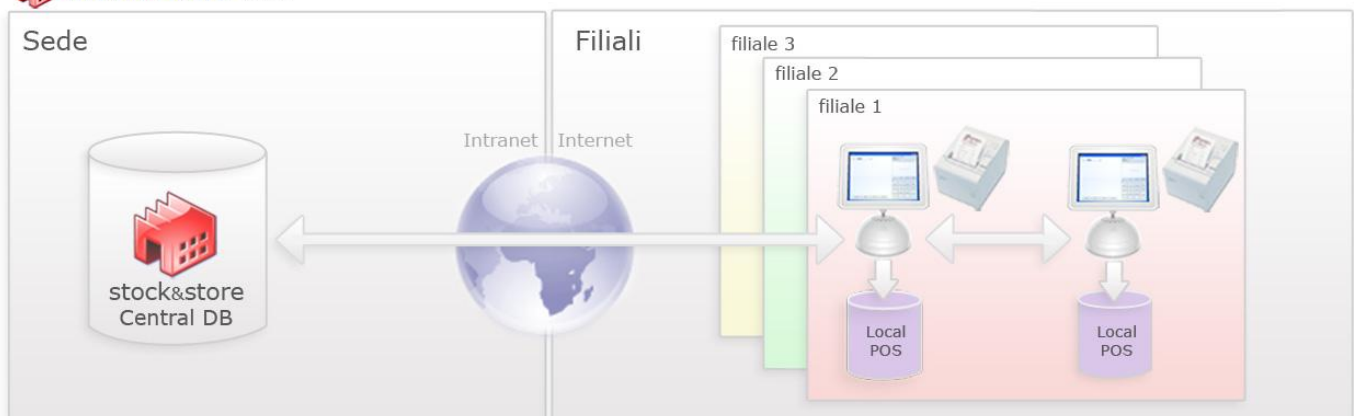 Sede
Filiali
filiale 3
filiale 2
filiale 1
Intranet
Internet
stock&store
Central DB
Local
POS
Local
POS